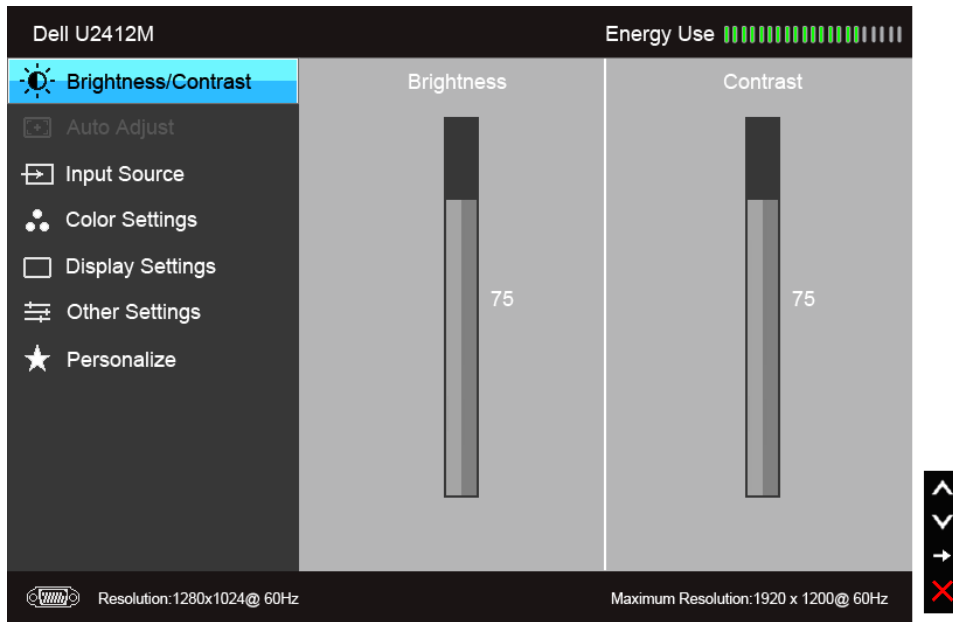 Dell U2412M
Energy Use
Brightness/Contrast
Auto Adjust
Input Source
Color Settings
Display Settings
Other Settings
Personalize
Brightness
75
Contrast
75
Resolution:1280x1024@ 60Hz
Maximum Resolution:1920 x 1200@ 60Hz